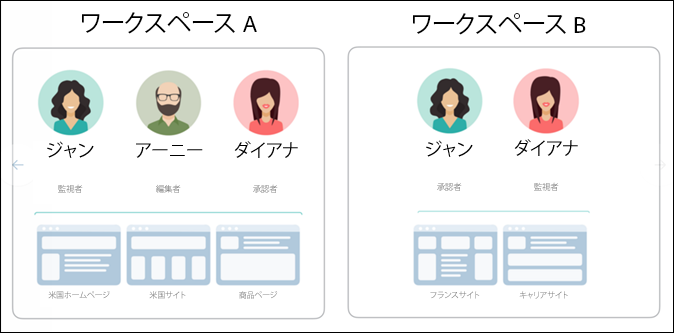 ワークスペース A
ワークスペース B
ジャン
アーニー
ダイアナ
監視者
編集者
承認者
米国ホームページ
米国サイト
商品ページ
ジャン
ダイアナ
承認者
監視者
フランスサイト
キャリアサイト